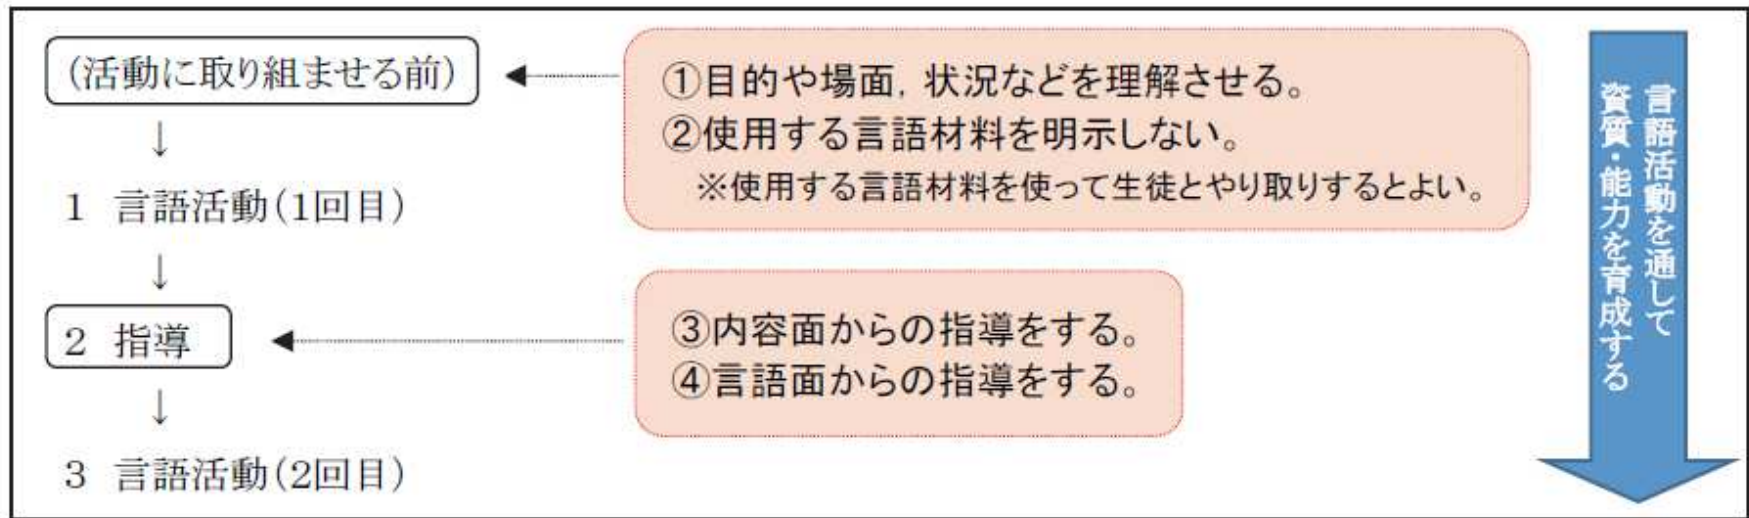 (活動に取り組ませる前)
①目的や場面,状況などを理解させる。
②使用する言語材料を明示しない。
※使用する言語材料を使って生徒とやり取りするとよい。
↓
1 言語活動(1回目)
↓
2 指導
③内容面からの指導をする。
④言語面からの指導をする。
↓
3 言語活動(2回目)
言語活動を通して
資質・能力を育成する